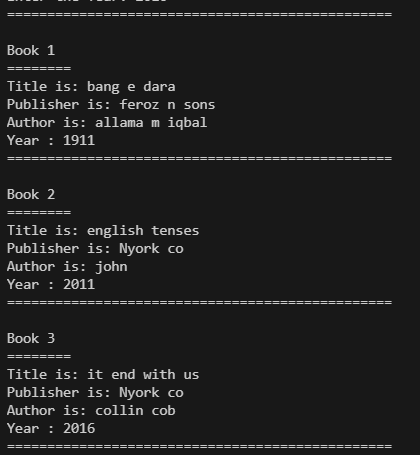 ================================================
Book 1
========
Title is: bang e dara
Publisher is: feroz n sons
Author is: allama m iqbal
Year : 1911
================================================
Book 2
========
Title is: english tenses
Publisher is: Nyork co
Author is: john
Year : 2011
================================================
Book 3
========
Title is: it end with us
Publisher is: Nyork co
Author is: collin cob
Year : 2016
================================================